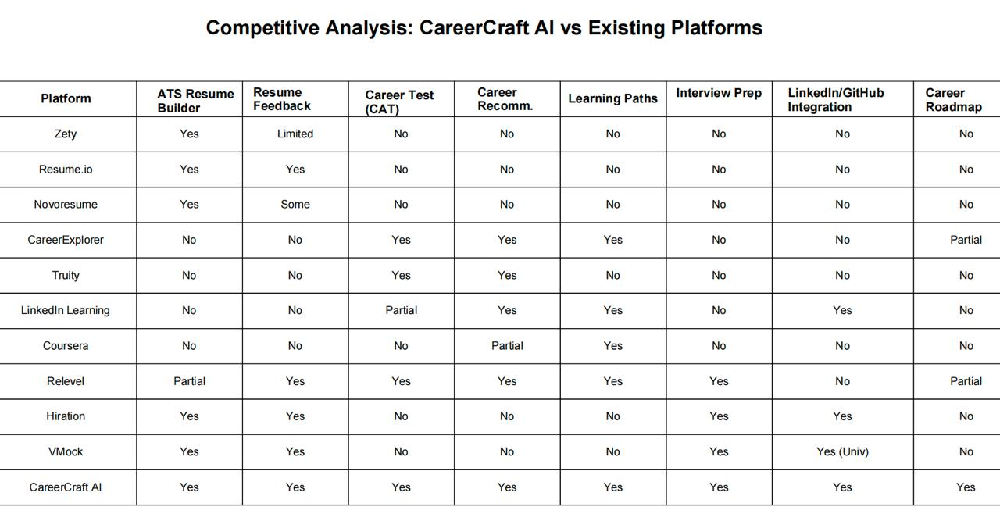 Competitive Analysis: CareerCraft AI vs Existing Platforms
Platform ATS Resume Builder Resume Feedback Career Test (CAT) Career Recomm. Learning Paths Interview Prep LinkedIn/GitHub Integration Career Roadmap
Zety Yes Limited No No No No No No
Resume.io Yes Yes No No No No No No
Novoresume Yes Some No No No No No No
CareerExplorer No No Yes Yes Yes No No Partial
Truity No No Yes Yes No No No No
LinkedIn Learning No No Partial Yes Yes No Yes No
Coursera No No No Partial Yes No No No
Relevel Partial Yes Yes Yes Yes Yes No Partial
Hiration Yes Yes No No No Yes Yes No
VMock Yes Yes No No No Yes Yes (Univ) No
CareerCraft AI Yes Yes Yes Yes Yes Yes Yes Yes